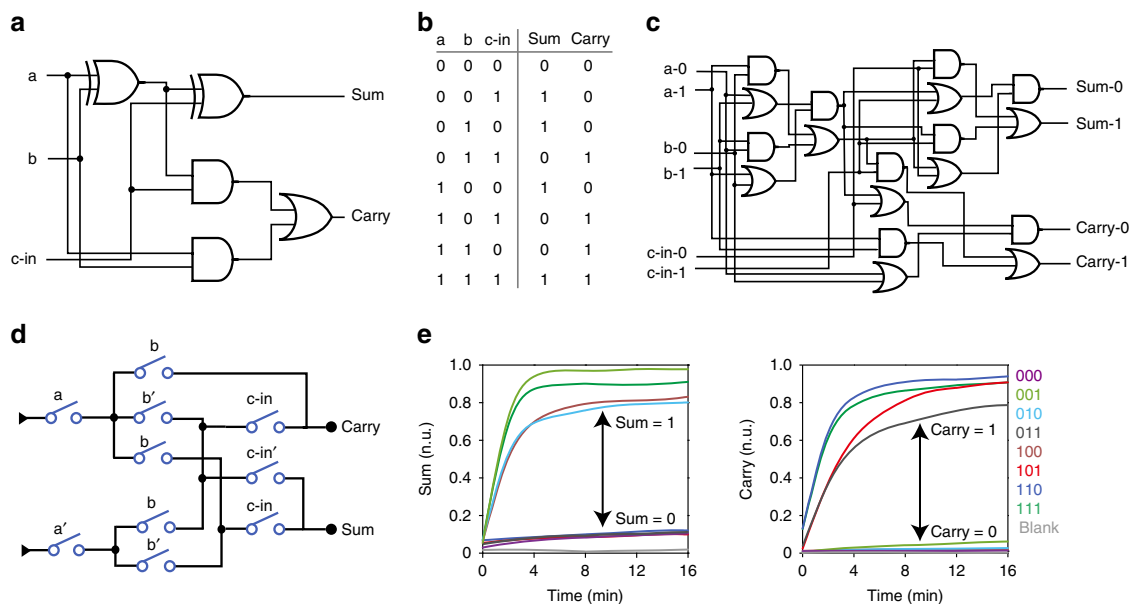 a
a
b
c-in
Sum
Carry
b
a b c-in Sum Carry
0 0 0 0 0
0 0 1 1 0
0 1 0 1 0
0 1 1 0 1
1 0 0 1 0
1 0 1 0 1
1 1 0 0 1
1 1 1 1 1
c
a-0
a-1
b-0
b-1
c-in-0
c-in-1
Sum-0
Sum-1
Carry-0
Carry-1
d
a
b
b′
b
c-in
c-in′
c-in
a′
b
b′
Carry
Sum
e
Sum (n.u.)
1.0
0.8
0.6
0.4
0.2
0
0 4 8 12 16
Time (min)
Sum = 1
Sum = 0
Carry (n.u.)
1.0
0.8
0.6
0.4
0.2
0
0 4 8 12 16
Time (min)
Carry = 1
Carry = 0
000
001
010
011
100
101
110
111
Blank